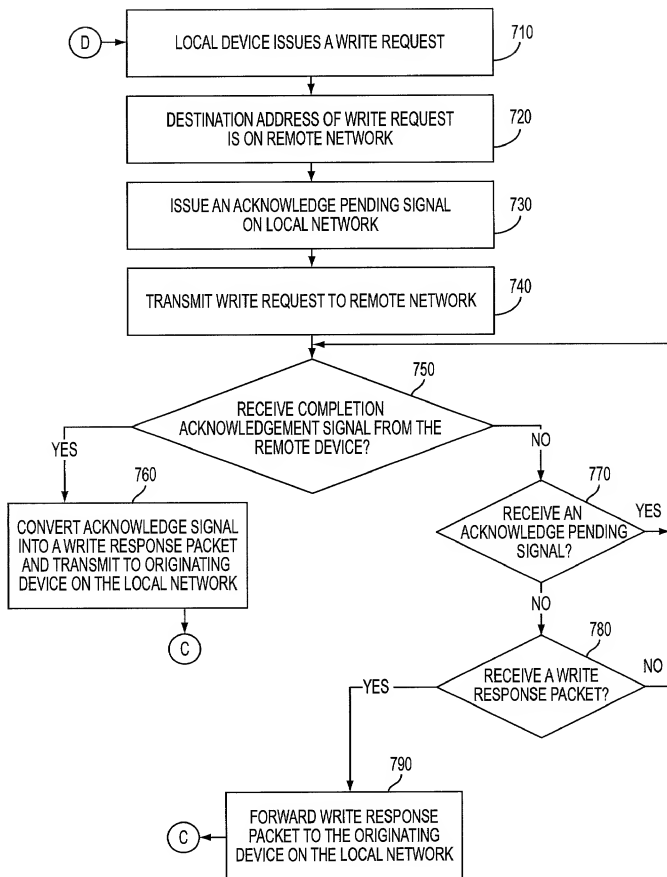 D
LOCAL DEVICE ISSUES A WRITE REQUEST
710
DESTINATION ADDRESS OF WRITE REQUEST
IS ON REMOTE NETWORK
720
ISSUE AN ACKNOWLEDGE PENDING SIGNAL
ON LOCAL NETWORK
730
TRANSMIT WRITE REQUEST TO REMOTE NETWORK
740
750
RECEIVE COMPLETION
ACKNOWLEDGEMENT SIGNAL FROM THE
REMOTE DEVICE?
YES
NO
760
CONVERT ACKNOWLEDGE SIGNAL
INTO A WRITE RESPONSE PACKET
AND TRANSMIT TO ORIGINATING
DEVICE ON THE LOCAL NETWORK
C
770
RECEIVE AN
ACKNOWLEDGE PENDING
SIGNAL?
YES
NO
780
RECEIVE A WRITE
RESPONSE PACKET?
NO
YES
790
FORWARD WRITE RESPONSE
PACKET TO THE ORIGINATING
DEVICE ON THE LOCAL NETWORK
C